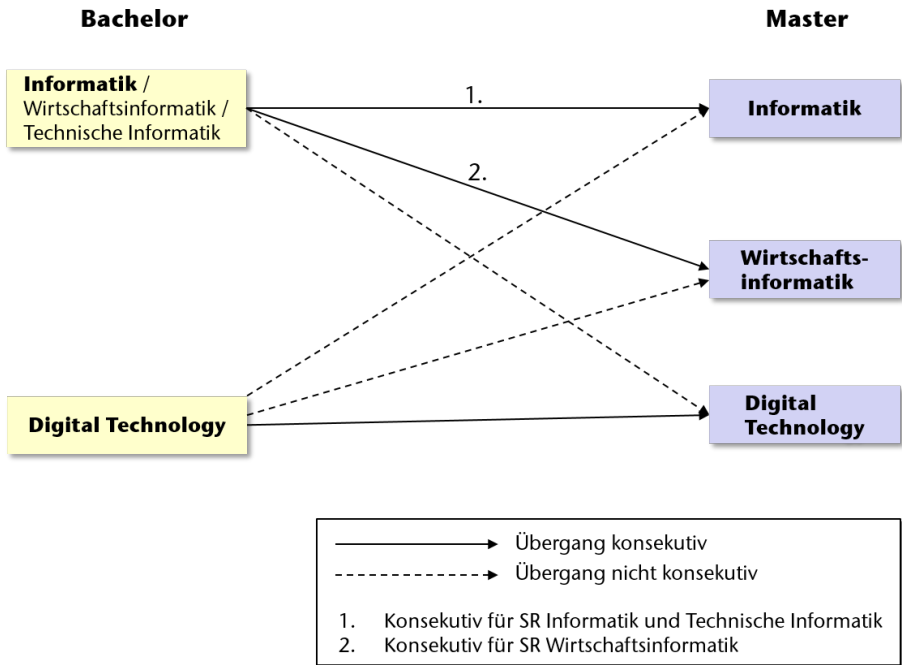 Bachelor
Master
Informatik /
Wirtschaftsinformatik /
Technische Informatik
1.
Informatik
2.
Wirtschafts-
informatik
Digital Technology
Digital
Technology
Übergang konsekutiv
Übergang nicht konsekutiv
1. Konsekutiv für SR Informatik und Technische Informatik
2. Konsekutiv für SR Wirtschaftsinformatik